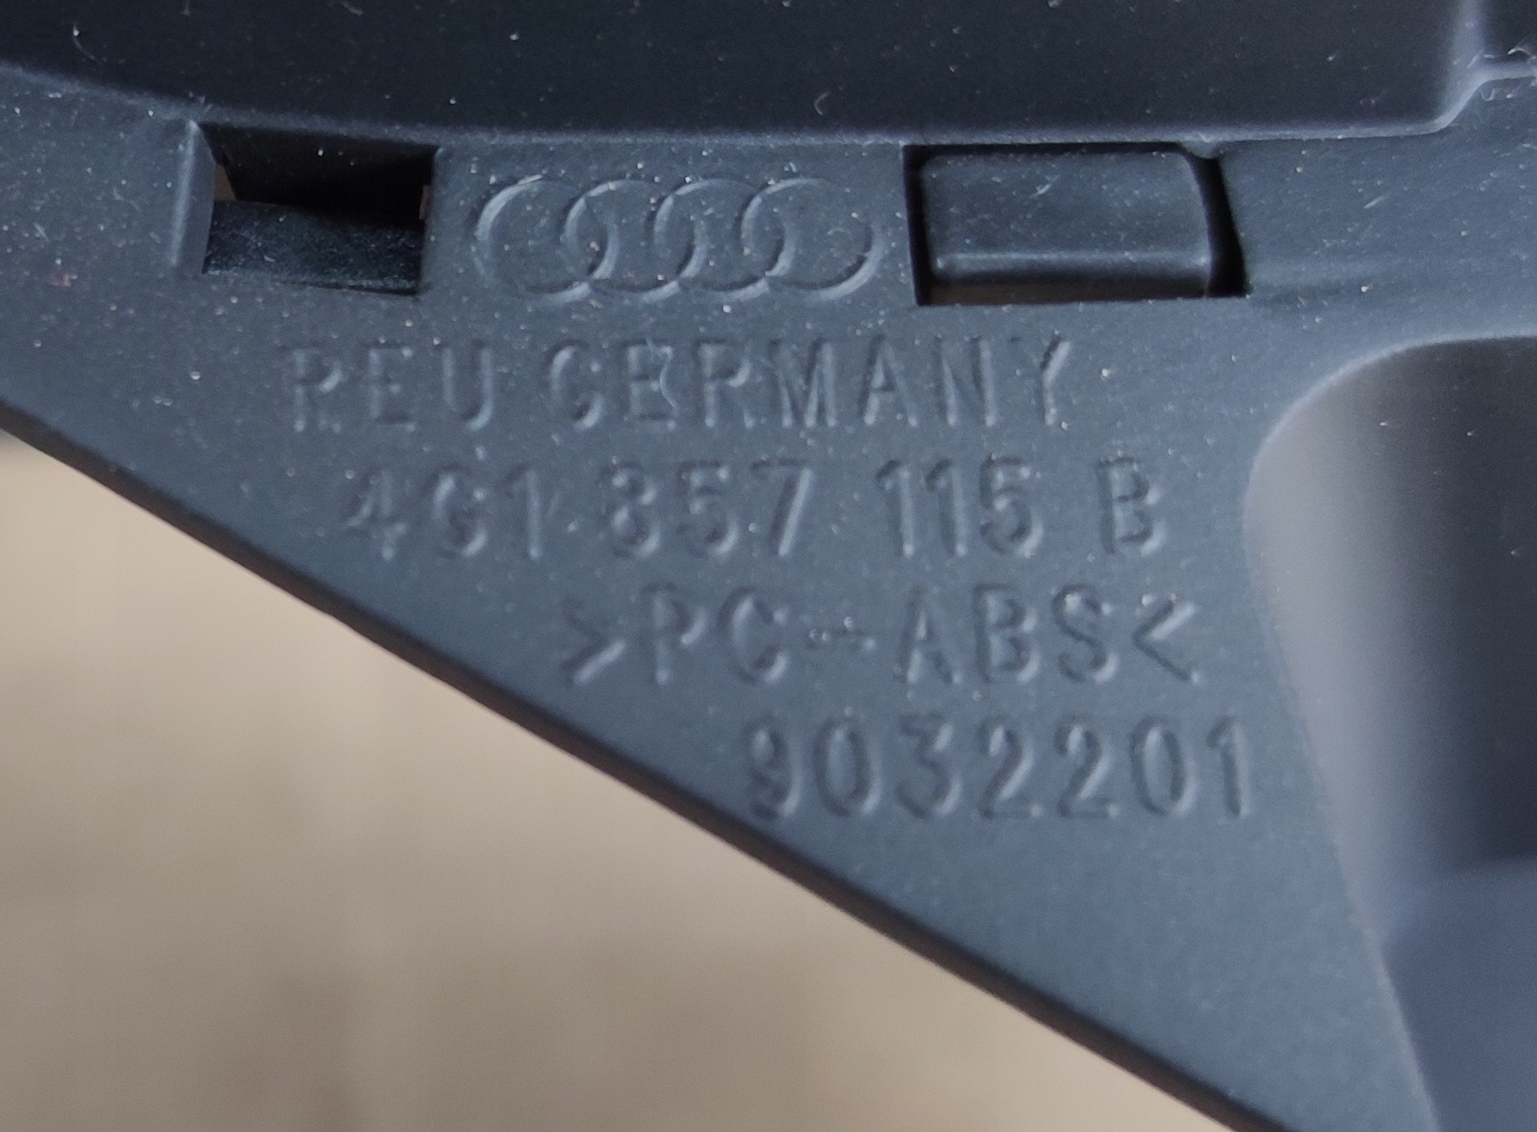 REU GERMANY
4G1 857 115 B
>PC-ABS<
9032201